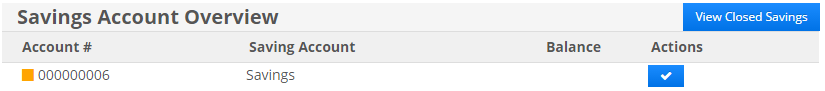 Savings Account Overview View Closed Savings
Account # Saving Account Balance Actions
000000006 Savings